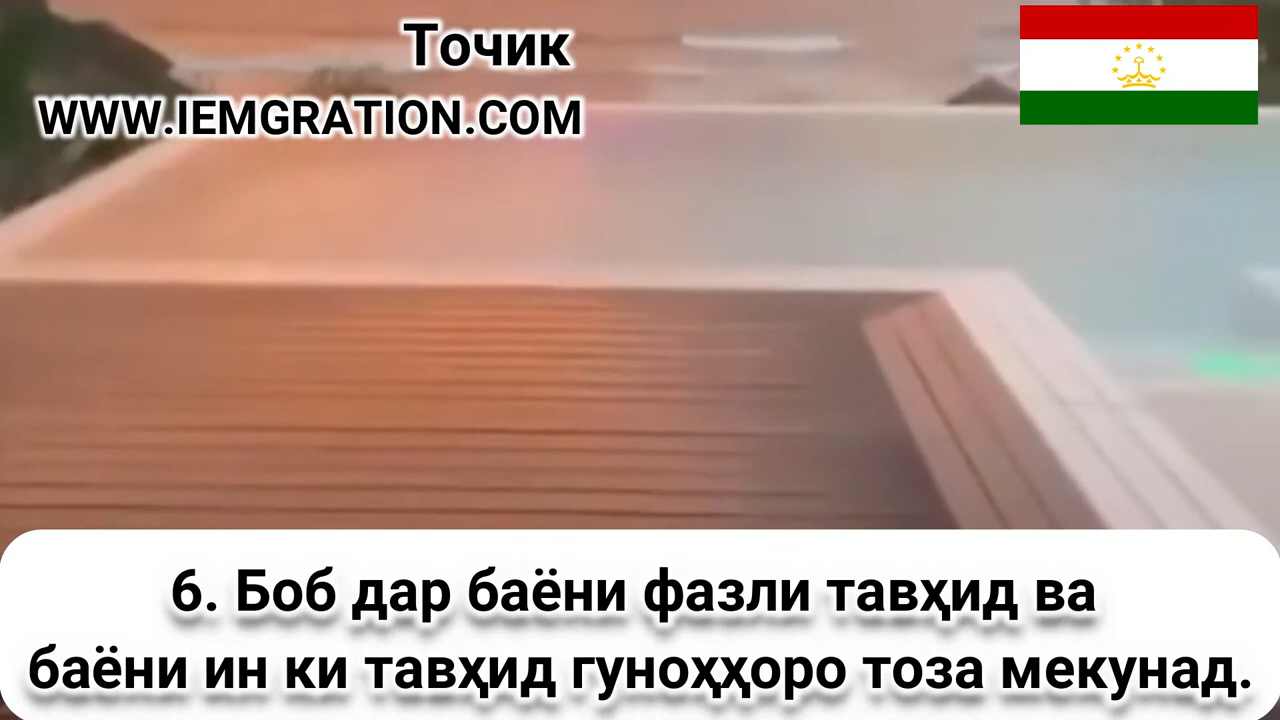 Точик
WWW.IEMGRATION.COM
6. Боб дар баёни фазли тавҳид ва
баёни ин ки тавҳид гуноҳҳоро тоза мекунад.